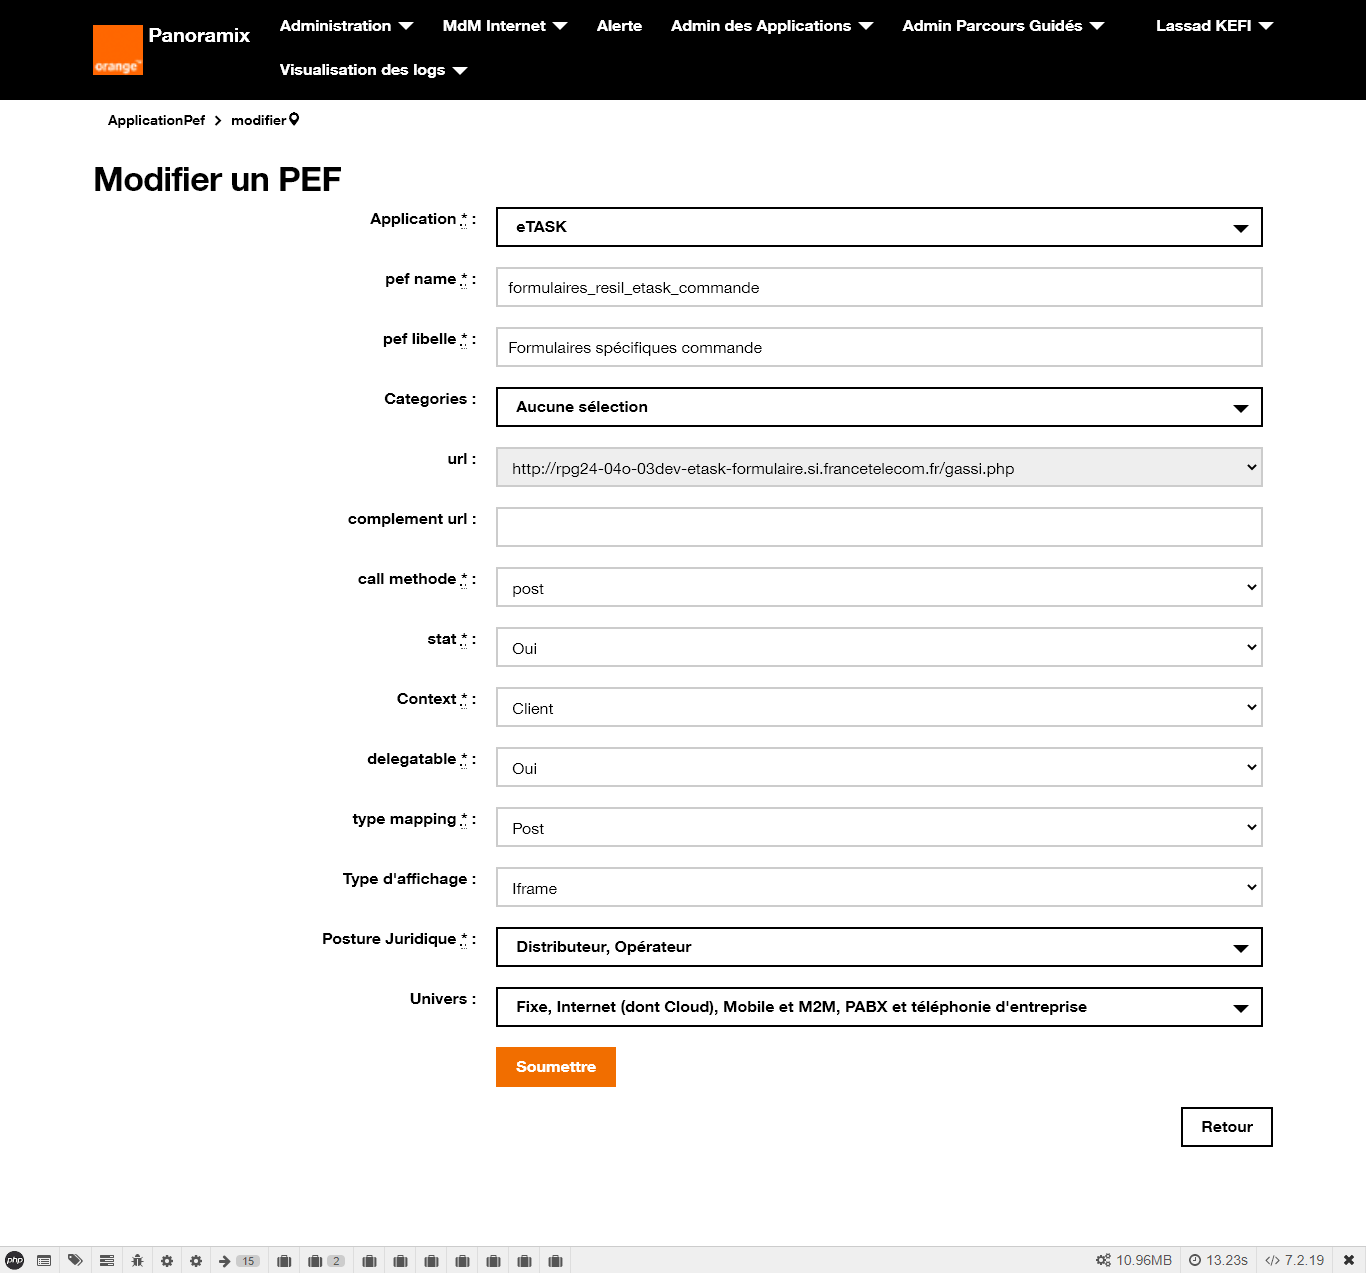 orange™
Panoramix
Administration
MdM Internet
Alerte
Admin des Applications
Admin Parcours Guidés
Lassad KEFI
Visualisation des logs
ApplicationPef
modifier
Modifier un PEF
Application * :
eTASK
pef name * :
formulaires_resil_etask_commande
pef libelle * :
Formulaires spécifiques commande
Categories :
Aucune sélection
url :
http://rpg24-04o-03dev-etask-formulaire.si.francetelecom.fr/gassi.php
complement url :
call methode * :
post
stat * :
Oui
Context * :
Client
delegatable * :
Oui
type mapping * :
Post
Type d'affichage :
Iframe
Posture Juridique * :
Distributeur, Opérateur
Univers :
Fixe, Internet (dont Cloud), Mobile et M2M, PABX et téléphonie d'entreprise
Soumettre
Retour
php
15
2
10.96MB
13.23s
7.2.19